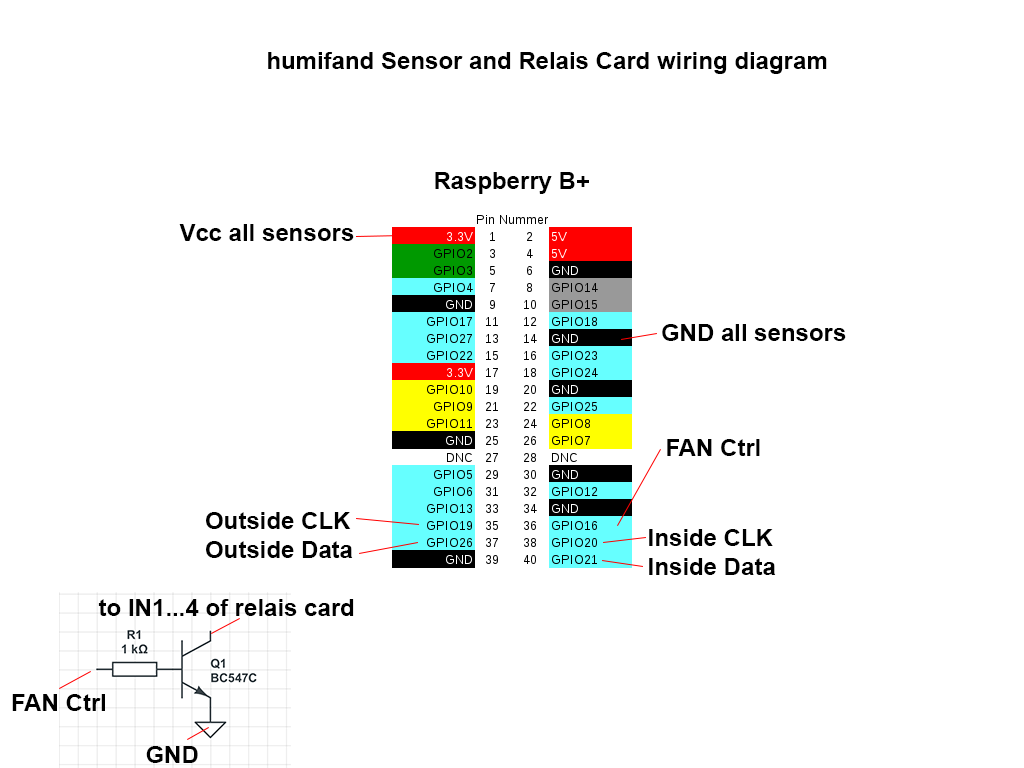 humifand Sensor and Relais Card wiring diagram
Raspberry B+
Pin Nummer
Vcc all sensors
3.3V 1 2 5V
GPIO2 3 4 5V
GPIO3 5 6 GND
GPIO4 7 8 GPIO14
GND 9 10 GPIO15
GPIO17 11 12 GPIO18
GPIO27 13 14 GND
GND all sensors
GPIO22 15 16 GPIO23
3.3V 17 18 GPIO24
GPIO10 19 20 GND
GPIO9 21 22 GPIO25
GPIO11 23 24 GPIO8
GND 25 26 GPIO7
FAN Ctrl
DNC 27 28 DNC
GPIO5 29 30 GND
GPIO6 31 32 GPIO12
GPIO13 33 34 GND
Outside CLK
GPIO19 35 36 GPIO16
Inside CLK
Outside Data
GPIO26 37 38 GPIO20
GND 39 40 GPIO21
Inside Data
to IN1...4 of relais card
R1
1 kΩ
Q1
BC547C
FAN Ctrl
GND